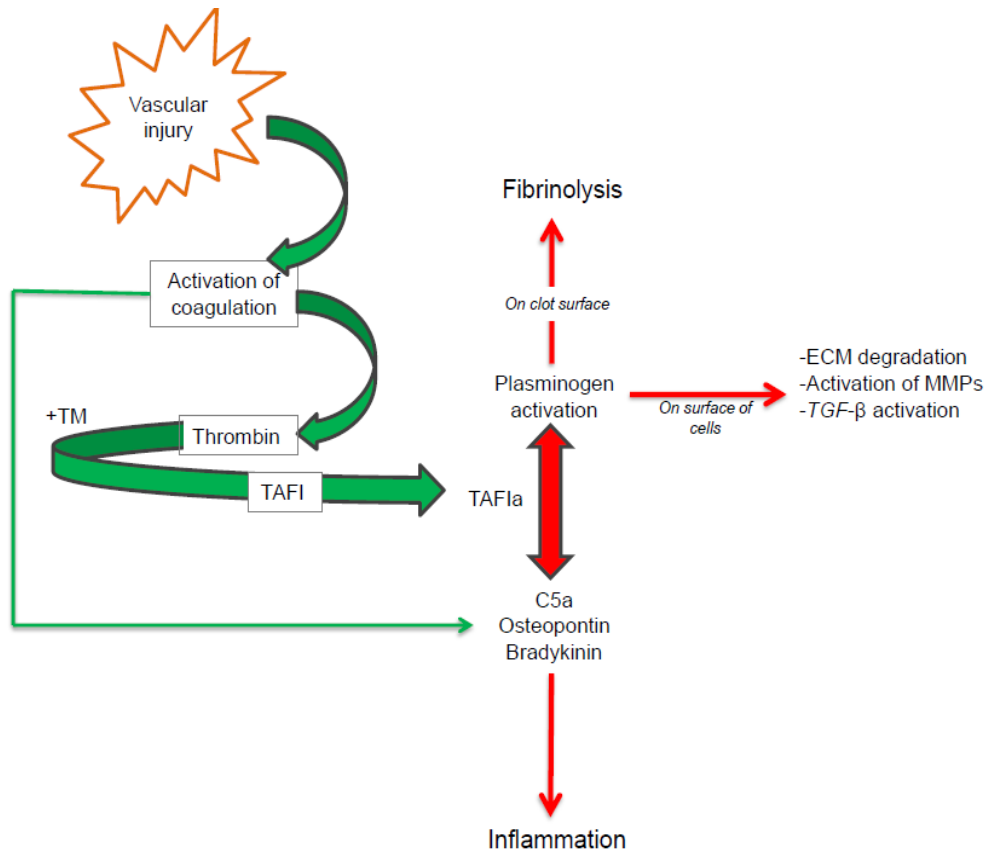 Vascular
injury
Fibrinolysis
Activation of
coagulation
On clot surface
Plasminogen
activation
On surface of
cells
-ECM degradation
-Activation of MMPs
-TGF-β activation
+TM
Thrombin
TAFI
TAFIa
C5a
Osteopontin
Bradykinin
Inflammation